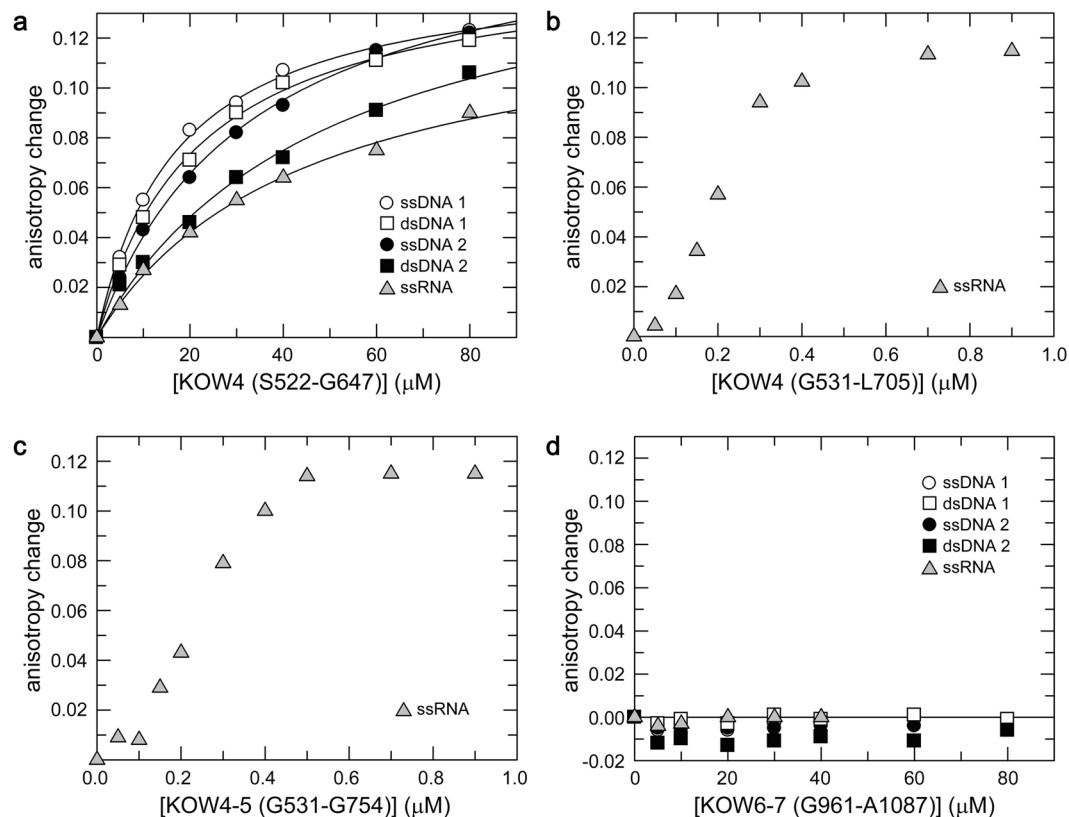 a
anisotropy change
0.12
0.10
0.08
0.06
0.04
0.02
ssDNA 1
dsDNA 1
ssDNA 2
dsDNA 2
ssRNA
0 20 40 60 80
[KOW4 (S522-G647)] (μM)
b
anisotropy change
0.12
0.10
0.08
0.06
0.04
0.02
ssRNA
0.0 0.2 0.4 0.6 0.8 1.0
[KOW4 (G531-L705)] (μM)
c
anisotropy change
0.12
0.10
0.08
0.06
0.04
0.02
ssRNA
0.0 0.2 0.4 0.6 0.8 1.0
[KOW4-5 (G531-G754)] (μM)
d
anisotropy change
0.12
0.10
0.08
0.06
0.04
0.02
0.00
-0.02
ssDNA 1
dsDNA 1
ssDNA 2
dsDNA 2
ssRNA
0 20 40 60 80
[KOW6-7 (G961-A1087)] (μM)